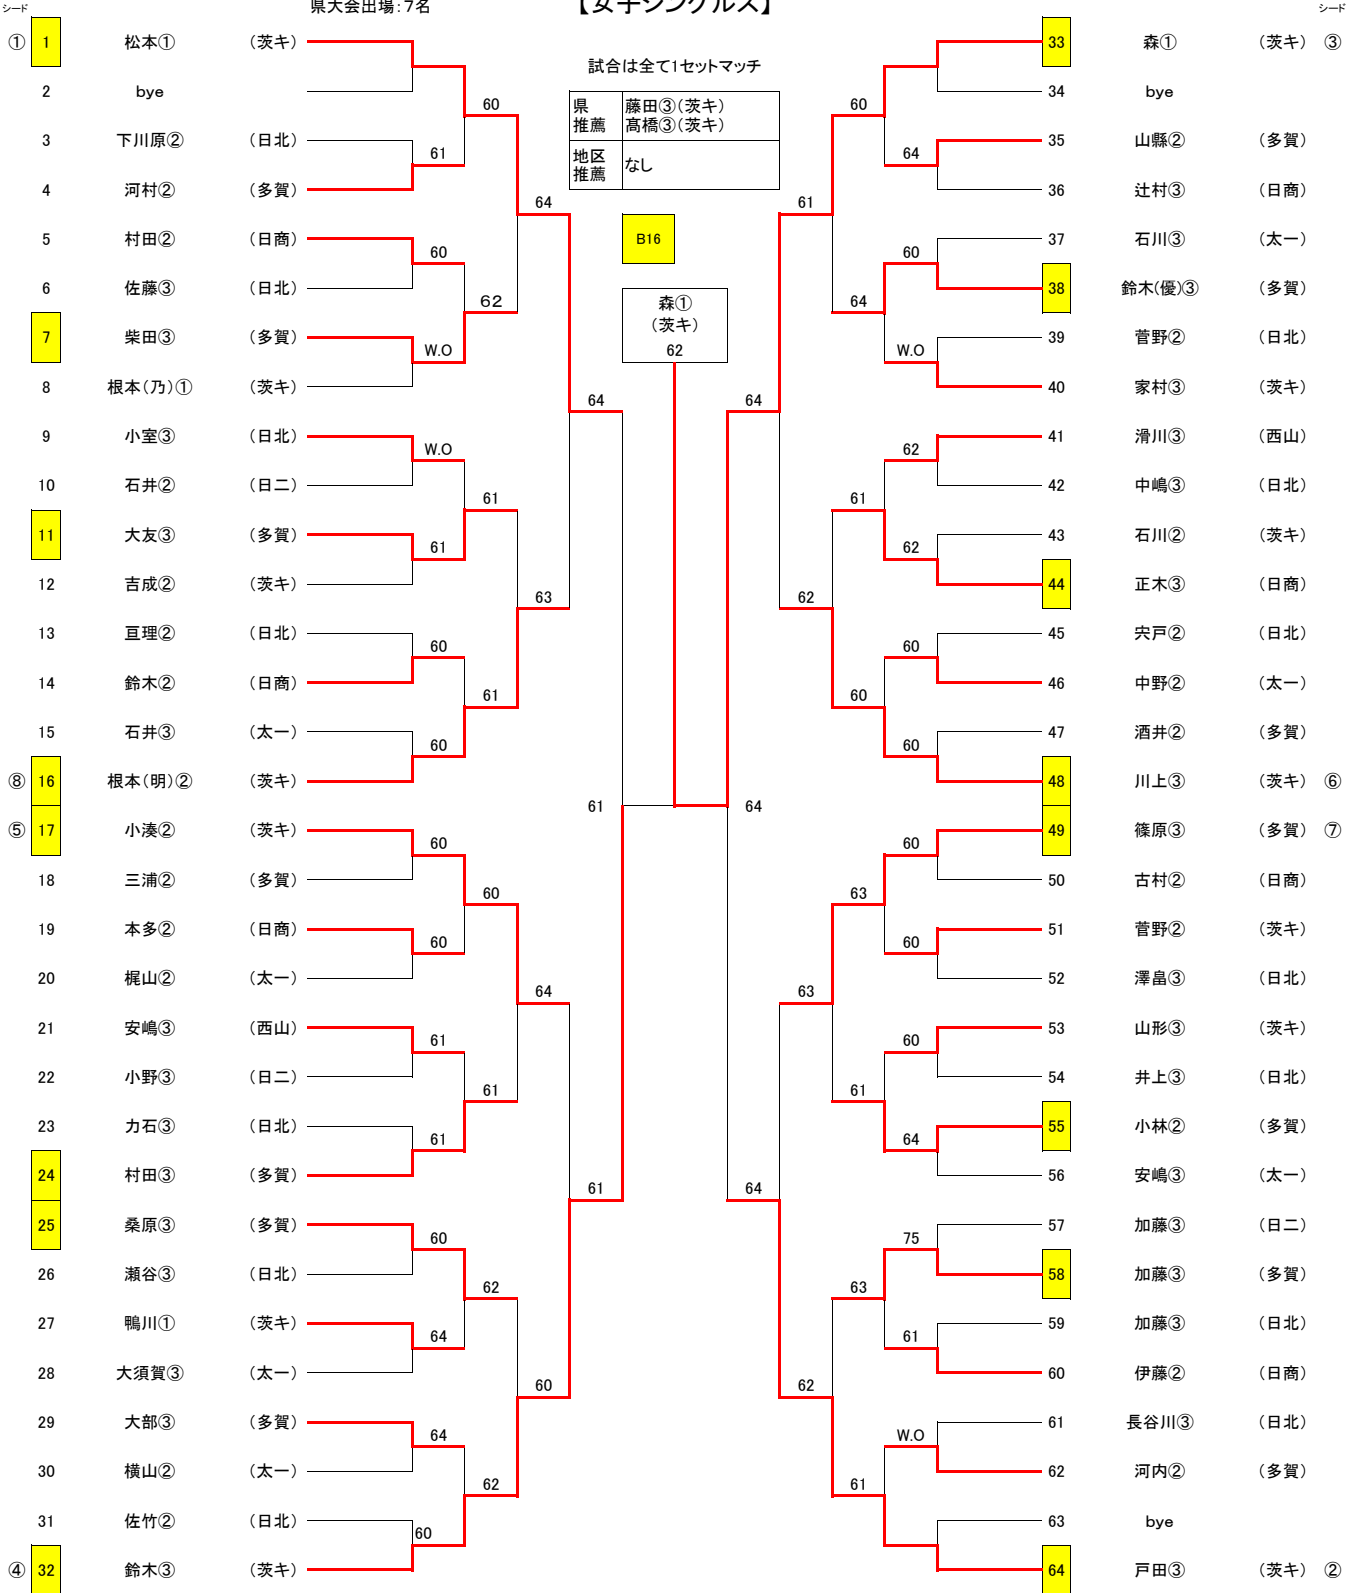 シード 県大会出場：7名 【女子シングルス】 シード
① 1 松本① （茨キ） 33 森① （茨キ） ③
試合は全て1セットマッチ
2 bye 34 bye
60 県推薦 藤田③（茨キ） 髙橋③（茨キ） 60
3 下川原② （日北） 35 山縣② （多賀）
61 地区推薦 なし 64
4 河村② （多賀） 36 辻村③ （日商）
64 61
5 村田② （日商） B16 37 石川③ （太一）
60 60
6 佐藤③ （日北） 38 鈴木(優)③ （多賀）
62 森① 64
（茨キ）
7 柴田③ （多賀） 39 菅野② （日北）
W.O 62 W.O
8 根本（乃）① （茨キ） 40 家村③ （茨キ）
64 64
9 小室③ （日北） 41 滑川③ （西山）
W.O 62
10 石井② （日二） 42 中嶋③ （日北）
61 61
11 大友③ （多賀） 43 石川② （茨キ）
61 62
12 吉成② （茨キ） 44 正木③ （日商）
63 62
13 亘理② （日北） 45 宍戸② （日北）
60 60
14 鈴木② （日商） 46 中野② （太一）
61 60
15 石井③ （太一） 47 酒井② （多賀）
60 60
⑧ 16 根本（明）② （茨キ） 48 川上③ （茨キ） ⑥
61 64
⑤ 17 小湊② （茨キ） 49 篠原③ （多賀） ⑦
60 60
18 三浦② （多賀） 50 古村② （日商）
60 63
19 本多② （日商） 51 菅野② （茨キ）
60 60
20 梶山② （太一） 52 澤畠③ （日北）
64 63
21 安嶋③ （西山） 53 山形③ （茨キ）
61 60
22 小野③ （日二） 54 井上③ （日北）
61 61
23 力石③ （日北） 55 小林② （多賀）
61 64
24 村田③ （多賀） 56 安嶋③ （太一）
61 64
25 桑原③ （多賀） 57 加藤③ （日二）
60 75
26 瀬谷③ （日北） 58 加藤③ （多賀）
62 63
27 鴨川① （茨キ） 59 加藤③ （日北）
64 61
28 大須賀③ （太一） 60 伊藤② （日商）
60 62
29 大部③ （多賀） 61 長谷川③ （日北）
64 W.O
30 横山② （太一） 62 河内② （多賀）
62 61
31 佐竹② （日北） 63 bye
60
④ 32 鈴木③ （茨キ） 64 戸田③ （茨キ） ②